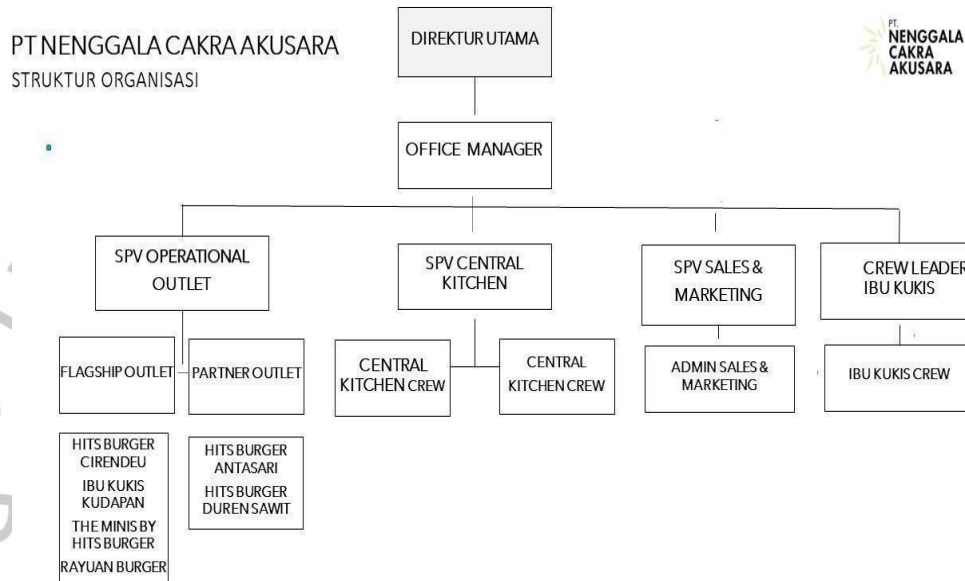 PT NENGGALA CAKRA AKUSARA
STRUKTUR ORGANISASI
DIREKTUR UTAMA
PT.
NENGGALA
CAKRA
AKUSARA
OFFICE MANAGER
SPV OPERATIONAL
OUTLET
SPV CENTRAL
KITCHEN
SPV SALES &
MARKETING
CREW LEADER
IBU KUKIS
FLAGSHIP OUTLET
PARTNER OUTLET
CENTRAL
KITCHEN CREW
CENTRAL
KITCHEN CREW
ADMIN SALES &
MARKETING
IBU KUKIS CREW
HITS BURGER
CIRENDEU
IBU KUKIS
KUDAPAN
THE MINIS BY
HITS BURGER
RAYUAN BURGER
HITS BURGER
ANTASARI
HITS BURGER
DUREN SAWIT